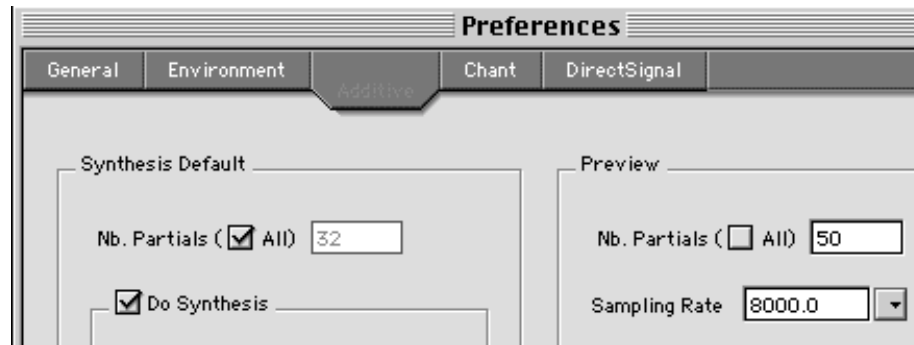 Preferences
General Environment Additive Chant DirectSignal
Synthesis Default
Nb. Partials ( All) 32
Do Synthesis
Preview
Nb. Partials ( All) 50
Sampling Rate 8000.0